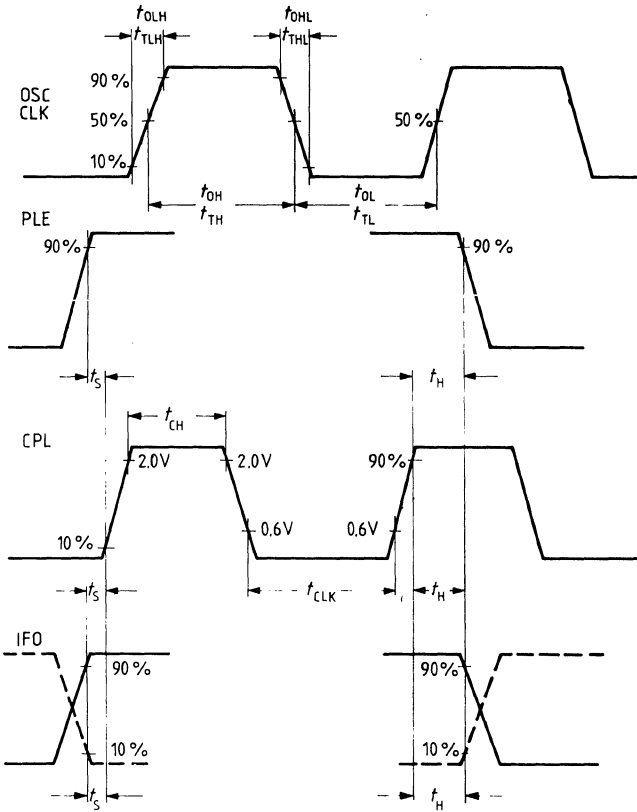 tOLH tOHL
tTLH tTHL
90%
OSC
CLK
50% 50%
10%
tOH tOL
tTH tTL
PLE
90% 90%
tS tH
tCH
CPL
2.0V 2.0V 90%
0,6V 0,6V
10%
tS tCLK tH
IFO
90% 90%
10% 10%
tS tH